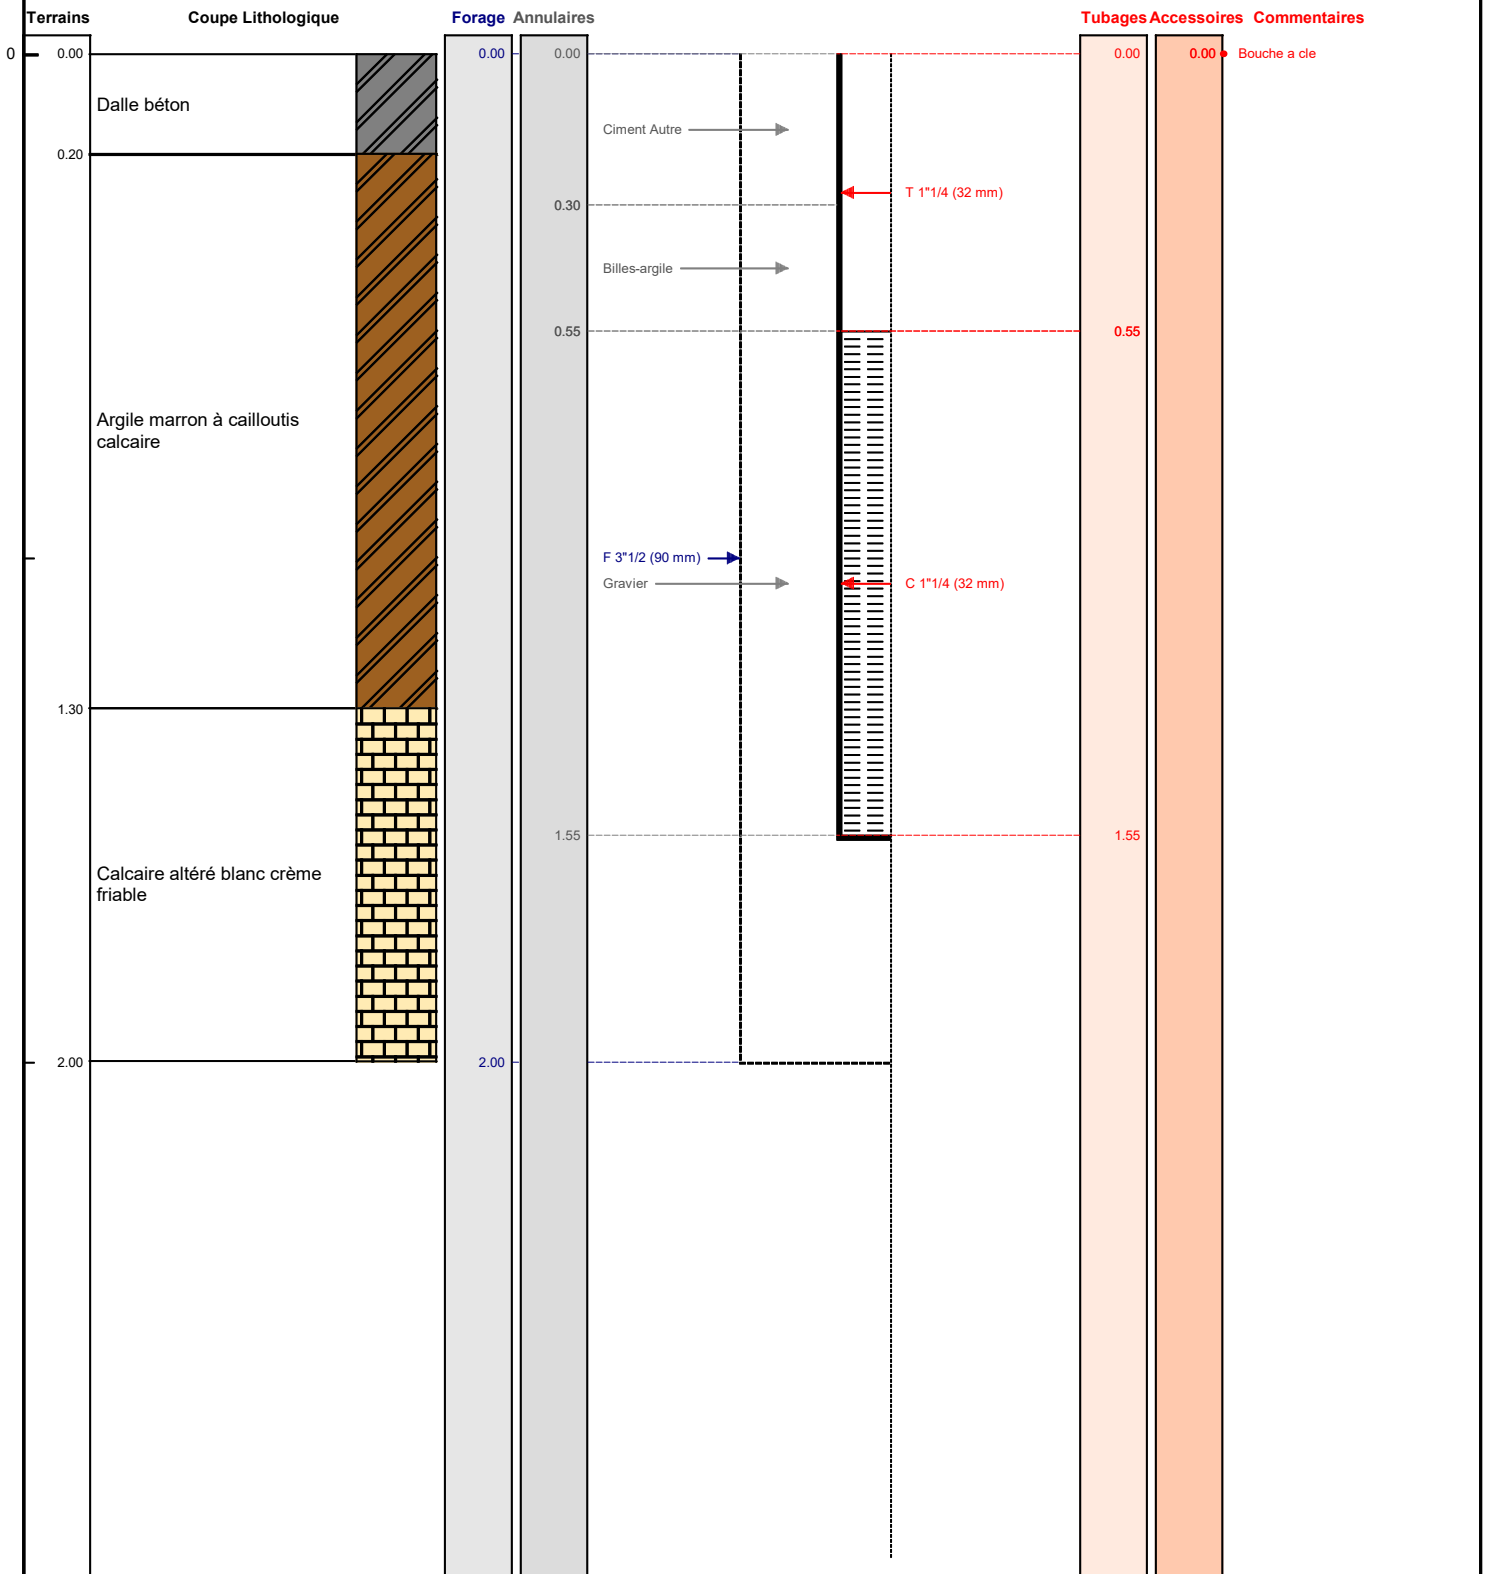 Terrains Coupe Lithologique Forage Annulaires Tubages Accessoires Commentaires
0 0.00 0.00 0.00 0.00 0.00 Bouche a cle
Dalle béton
Ciment Autre
0.20
T 1"1/4 (32 mm)
0.30
Billes-argile
0.55 0.55
Argile marron à cailloutis
calcaire
F 3"1/2 (90 mm)
Gravier C 1"1/4 (32 mm)
1.30
1.55 1.55
Calcaire altéré blanc crème
friable
2.00 2.00